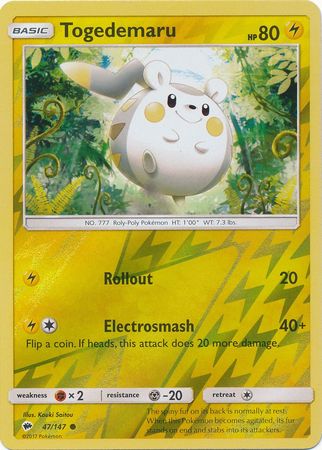 BASIC Togedemaru HP 80
NO. 777 Roly-Poly Pokémon HT: 1'00" WT: 7.3 lbs.
Rollout 20
Electrosmash 40+
Flip a coin. If heads, this attack does 20 more damage.
weakness × 2 resistance -20 retreat
Illus. Kouki Saitou
47/147
©2017 Pokémon
The spiny fur on its back is normally at rest.
When this Pokémon becomes agitated, its fur
stands on end and stabs into its attackers.